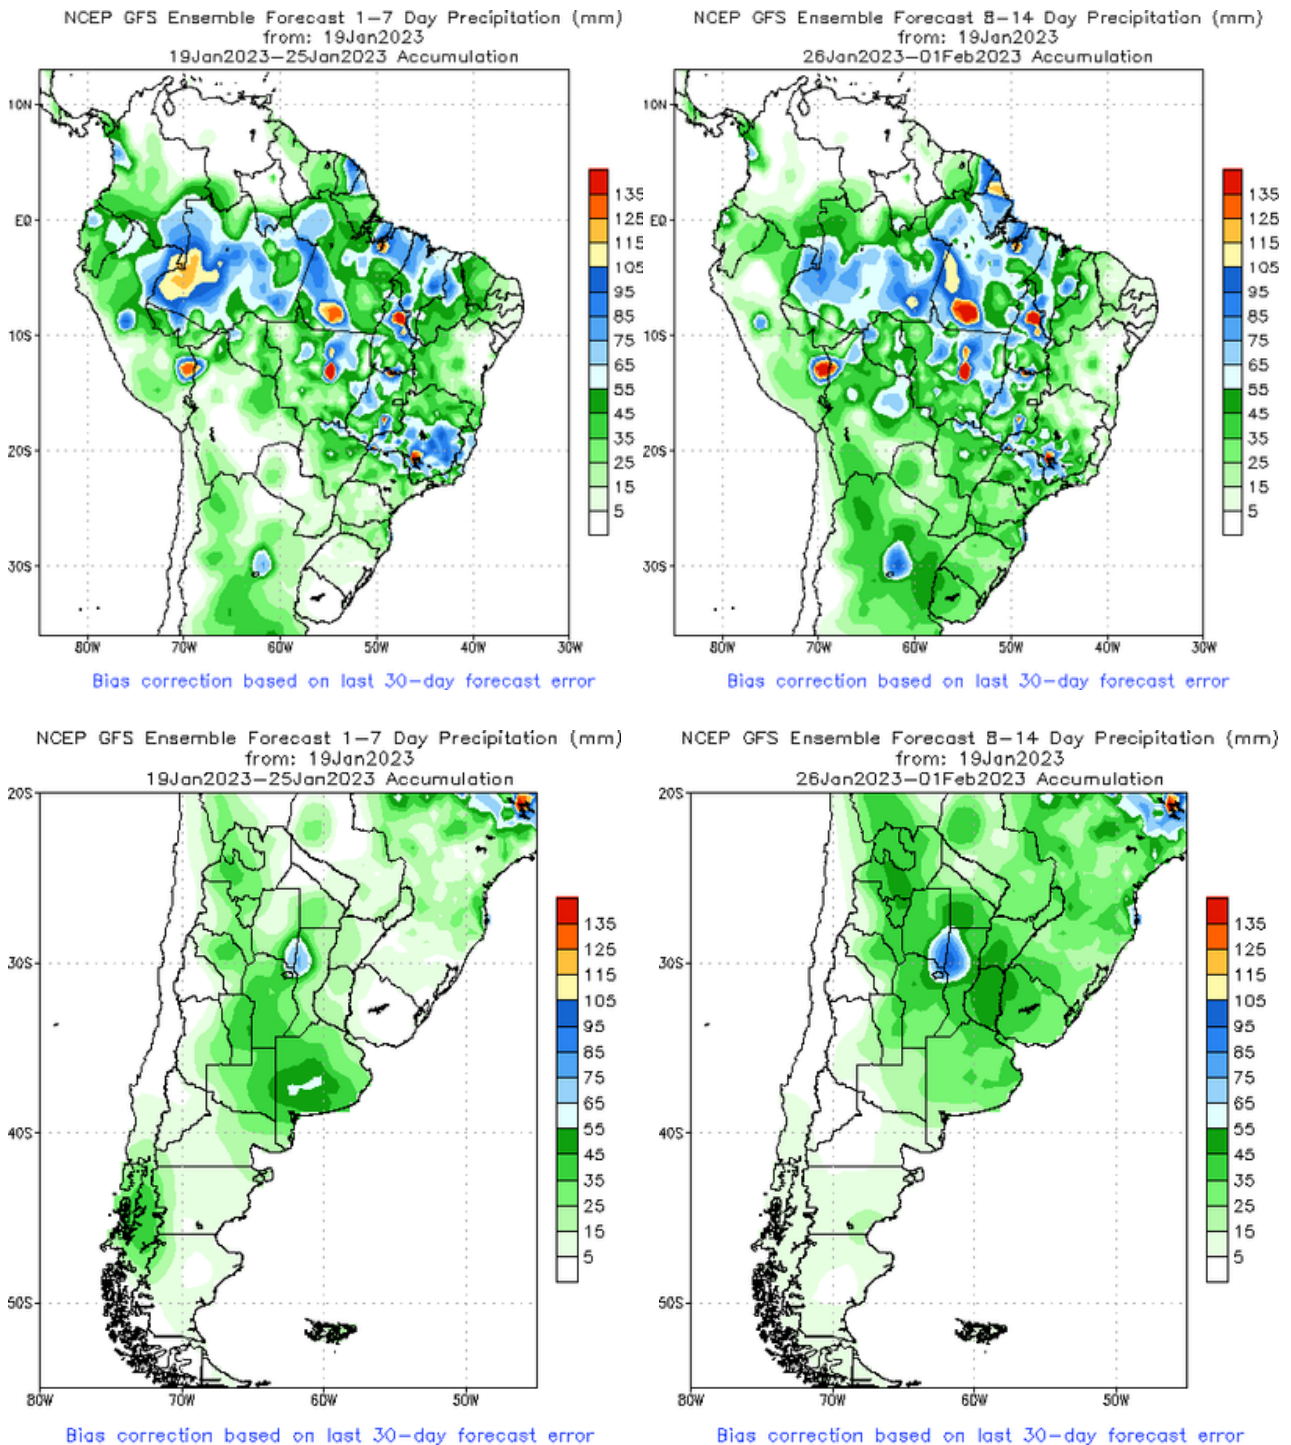 NCEP GFS Ensemble Forecast 1-7 Day Precipitation (mm)
from: 19Jan2023
19Jan2023-25Jan2023 Accumulation
10N
EQ
10S
20S
30S
80W
70W
60W
50W
40W
30W
135
125
115
105
95
85
75
65
55
45
35
25
15
5
Bias correction based on last 30-day forecast error
NCEP GFS Ensemble Forecast 8-14 Day Precipitation (mm)
from: 19Jan2023
26Jan2023-01Feb2023 Accumulation
10N
EQ
10S
20S
30S
80W
70W
60W
50W
40W
30W
135
125
115
105
95
85
75
65
55
45
35
25
15
5
Bias correction based on last 30-day forecast error
NCEP GFS Ensemble Forecast 1-7 Day Precipitation (mm)
from: 19Jan2023
19Jan2023-25Jan2023 Accumulation
20S
30S
40S
50S
80W
70W
60W
50W
135
125
115
105
95
85
75
65
55
45
35
25
15
5
Bias correction based on last 30-day forecast error
NCEP GFS Ensemble Forecast 8-14 Day Precipitation (mm)
from: 19Jan2023
26Jan2023-01Feb2023 Accumulation
20S
30S
40S
50S
80W
70W
60W
50W
135
125
115
105
95
85
75
65
55
45
35
25
15
5
Bias correction based on last 30-day forecast error